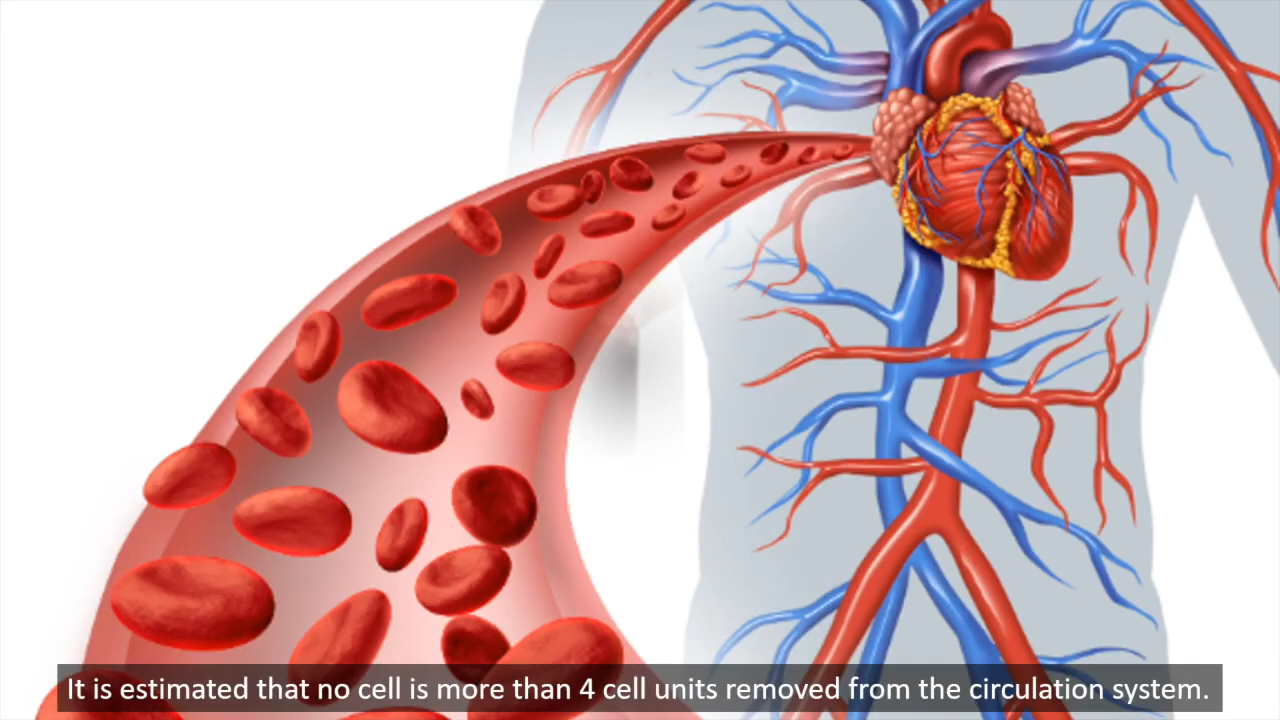 It is estimated that no cell is more than 4 cell units removed from the circulation system.